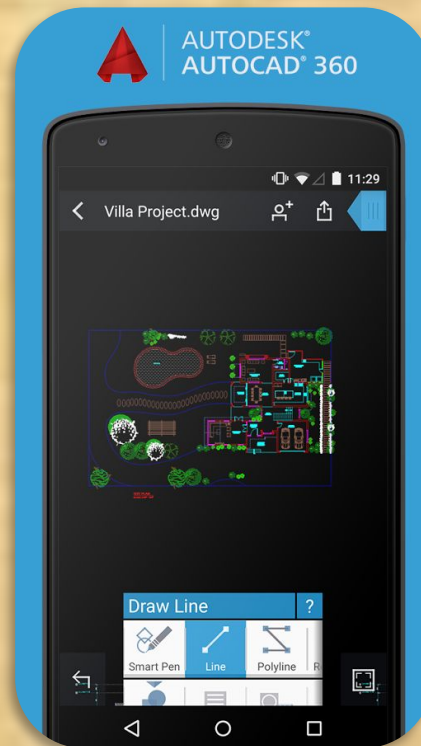 AUTODESK®
AUTOCAD® 360
11:29
Villa Project.dwg
Draw Line ?
Smart Pen Line Polyline R